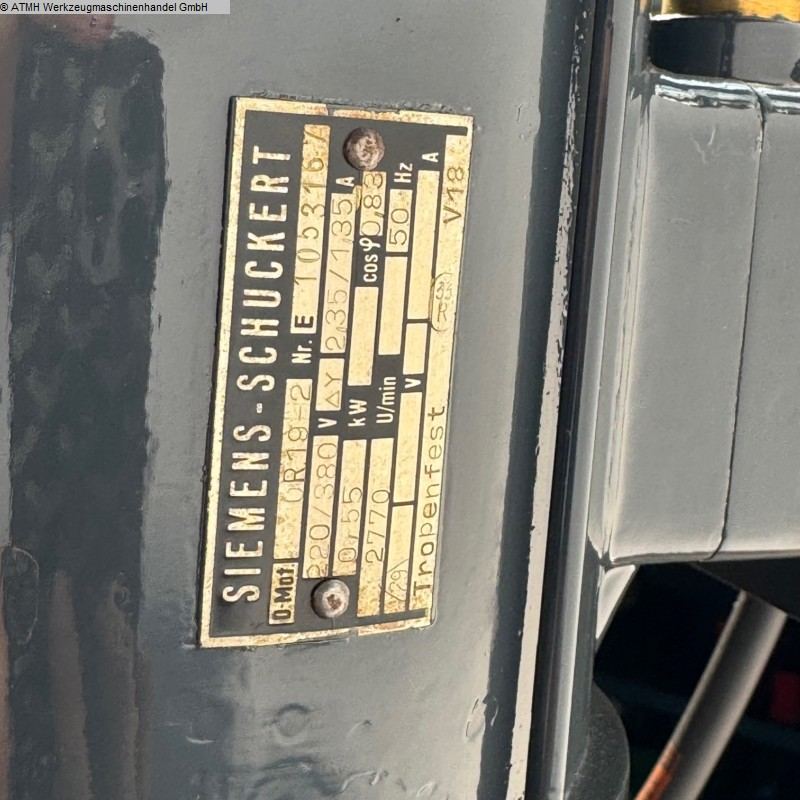 © ATMH Werkzeugmaschinenhandel GmbH
SIEMENS-SCHUCKERT
D-Mot. OR19-2 Nr. E 105316
220/380 V △Y 2,35/1,35 A
0,55 kW cosφ 0,83
2770 U/min 50 Hz
V A
Tropenfest V18